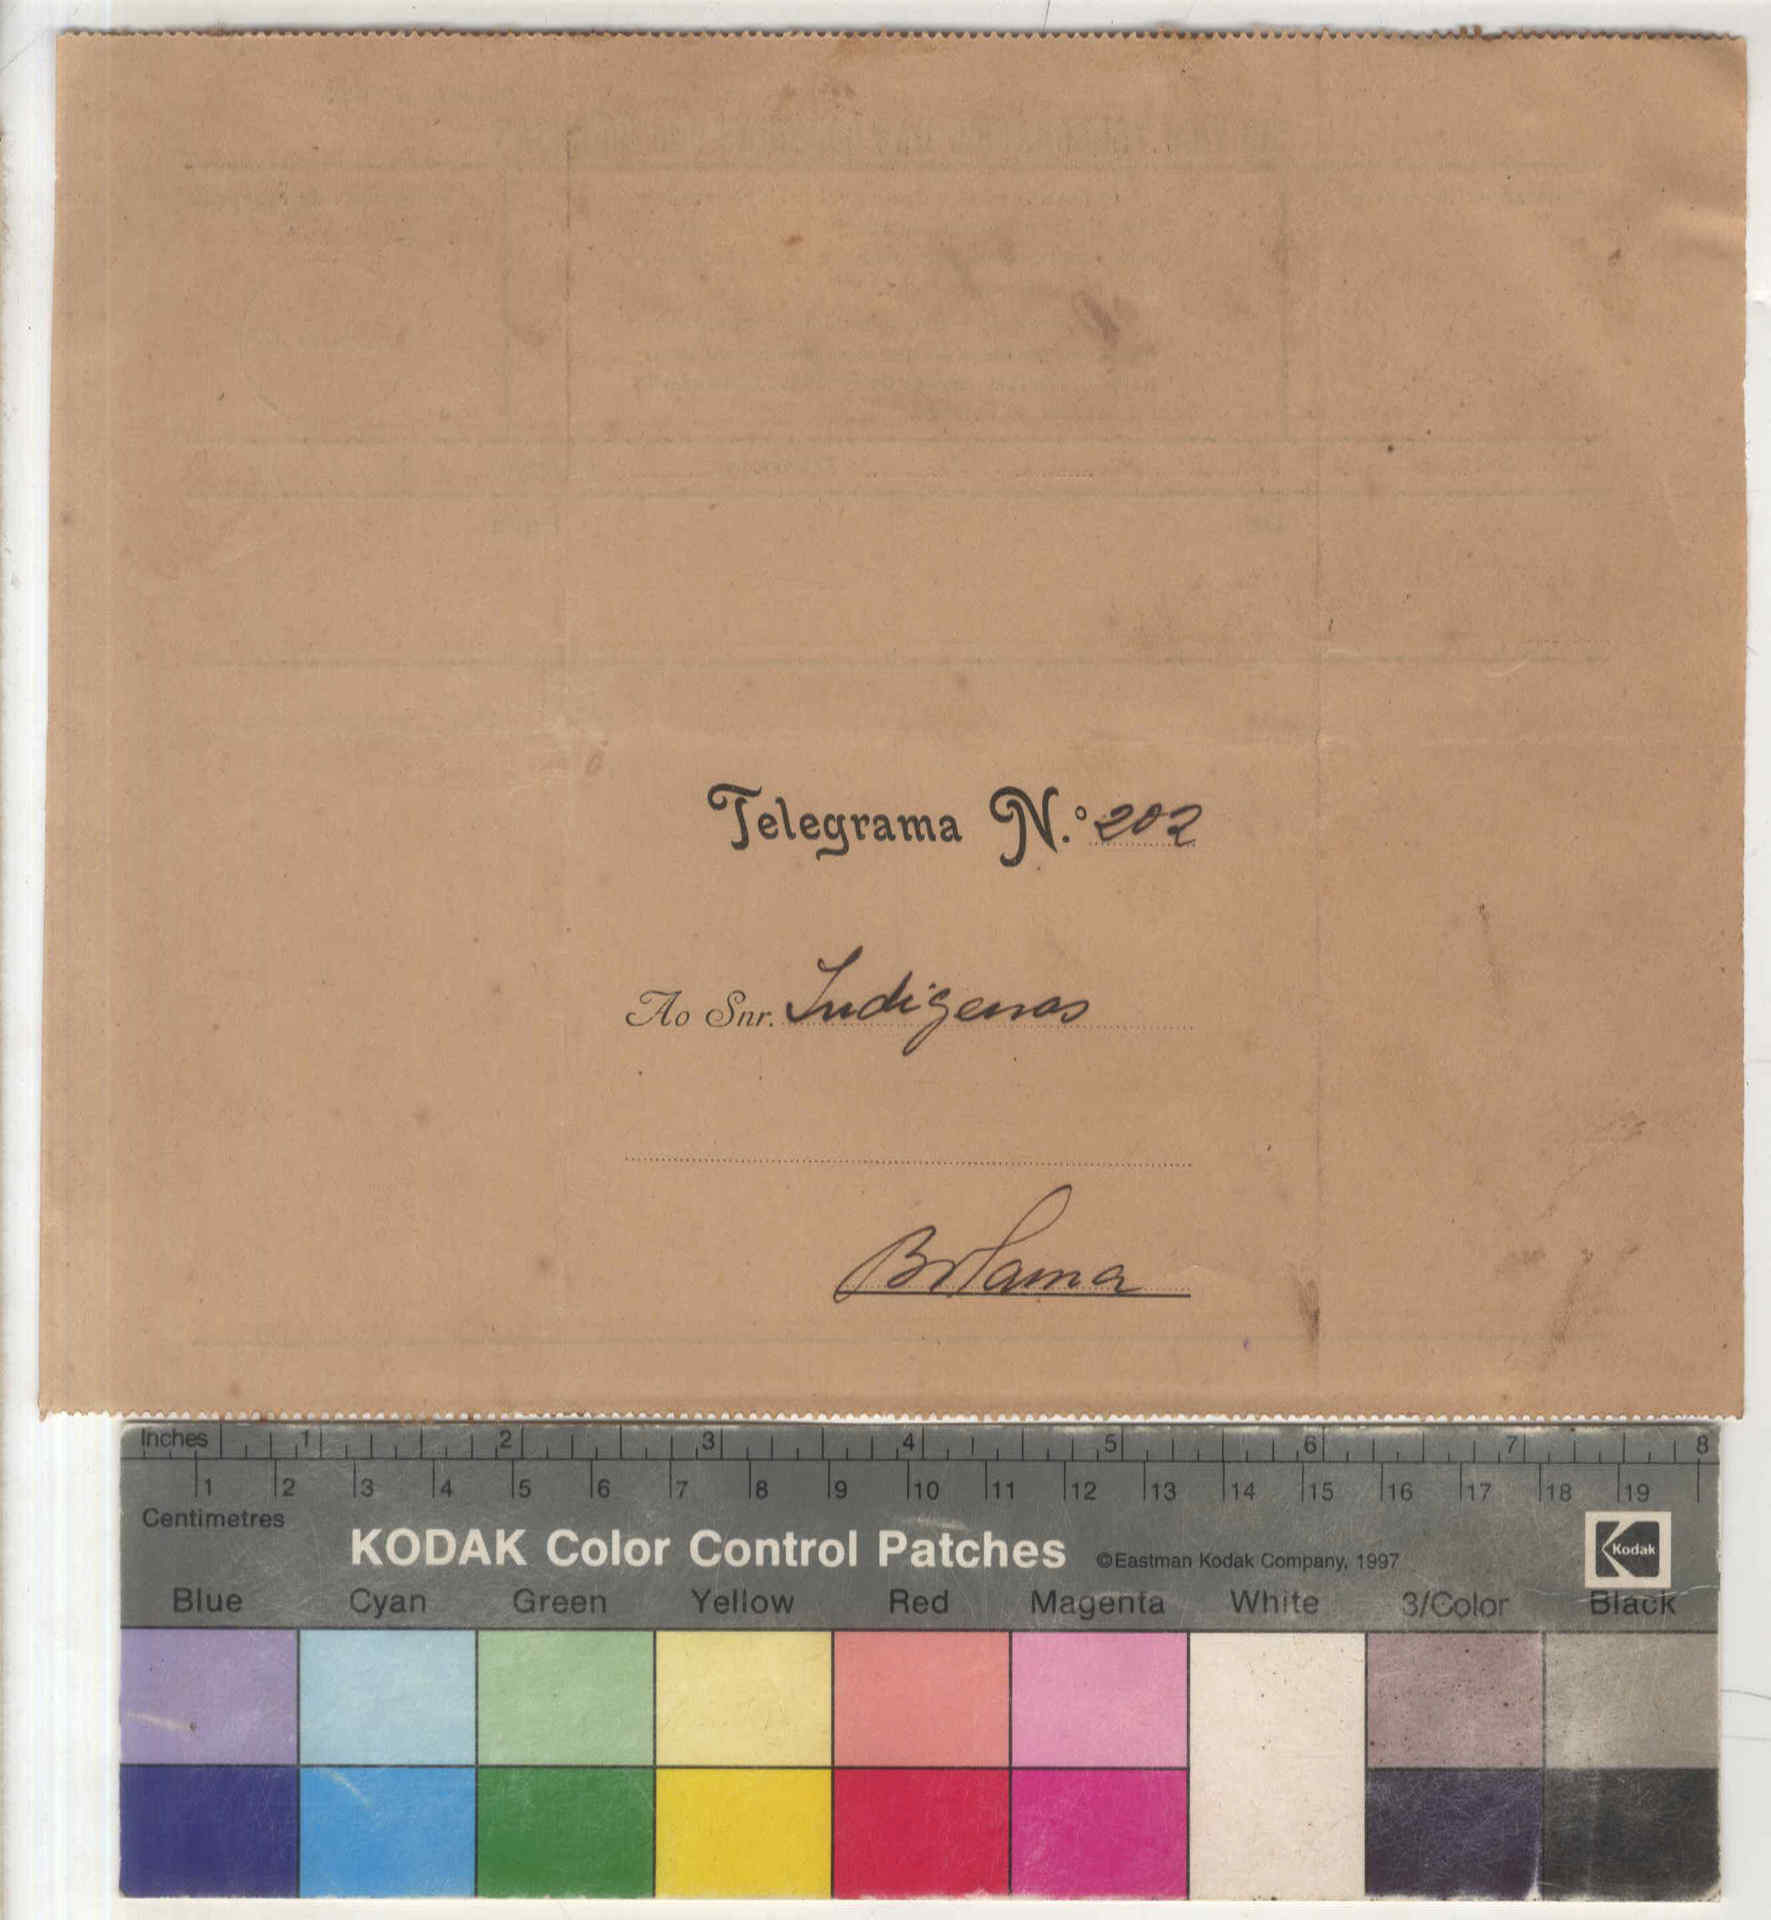 Telegrama N.º 202
Ao Snr. Indigenas
Bolama
Inches 1 2 3 4 5 6 7 8
1 2 3 4 5 6 7 8 9 10 11 12 13 14 15 16 17 18 19
Centimetres
KODAK Color Control Patches ©Eastman Kodak Company, 1997 Kodak
Blue Cyan Green Yellow Red Magenta White 3/Color Black